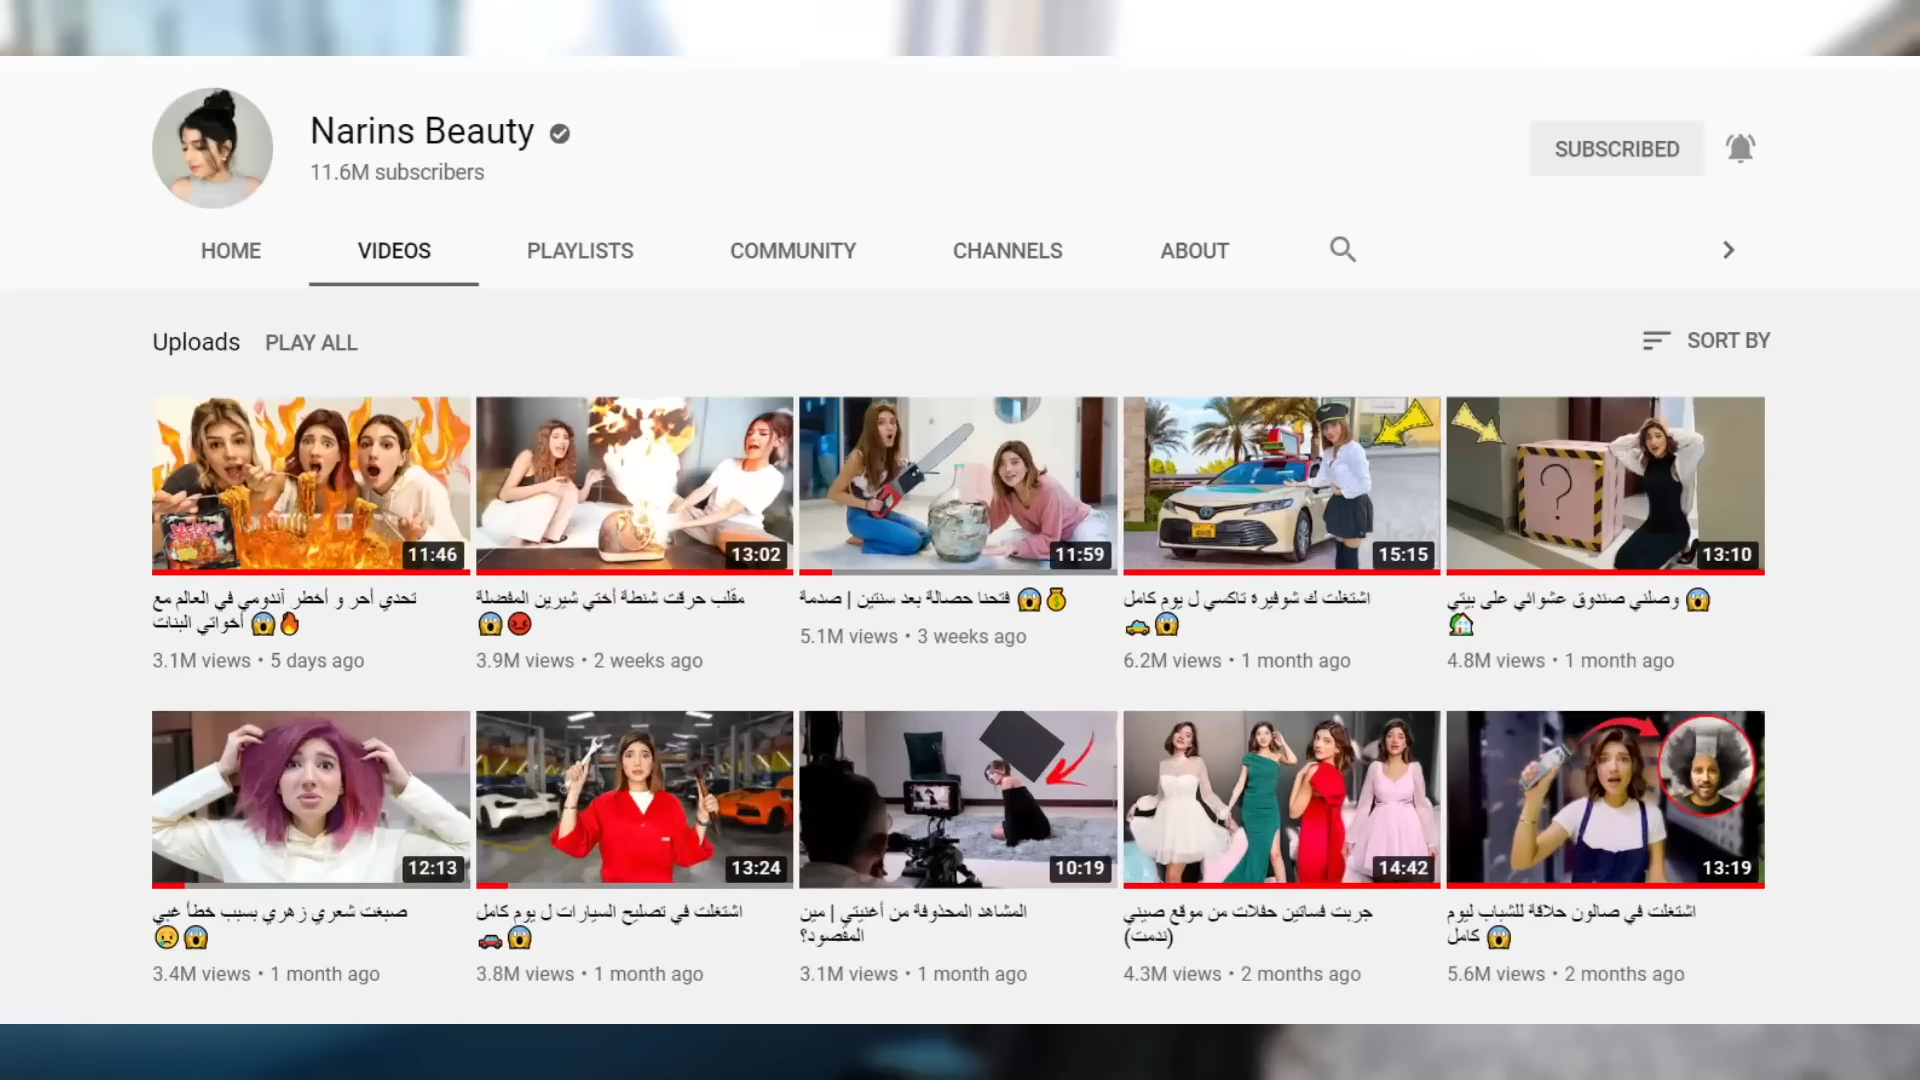 Narins Beauty
11.6M subscribers
SUBSCRIBED
HOME
VIDEOS
PLAYLISTS
COMMUNITY
CHANNELS
ABOUT
Uploads
PLAY ALL
SORT BY
11:46
13:02
11:59
15:15
13:10
تحدي أحر و أخطر آندومي في العالم مع
أخواتي البنات 😱🔥
3.1M views • 5 days ago
مقلب حرقت شنطة أختي شيرين المفضلة
😱😡
3.9M views • 2 weeks ago
فتحنا حصالة بعد سنتين | صدمة 😱💰
5.1M views • 3 weeks ago
اشتغلت ك شوفيرة تاكسي ل يوم كامل
🚕😱
6.2M views • 1 month ago
وصلني صندوق عشوائي على بيتي 😱
🏠
4.8M views • 1 month ago
?
12:13
13:24
10:19
14:42
13:19
صبغت شعري زهري بسبب خطأ غبي
😢😱
3.4M views • 1 month ago
اشتغلت في تصليح السيارات ل يوم كامل
🚗😱
3.8M views • 1 month ago
المشاهد المحذوفة من أغنيتي | مين
المقصود؟
3.1M views • 1 month ago
جربت فساتين حفلات من موقع صيني
(ندمت)
4.3M views • 2 months ago
اشتغلت في صالون حلاقة للشباب ليوم
كامل 😱
5.6M views • 2 months ago